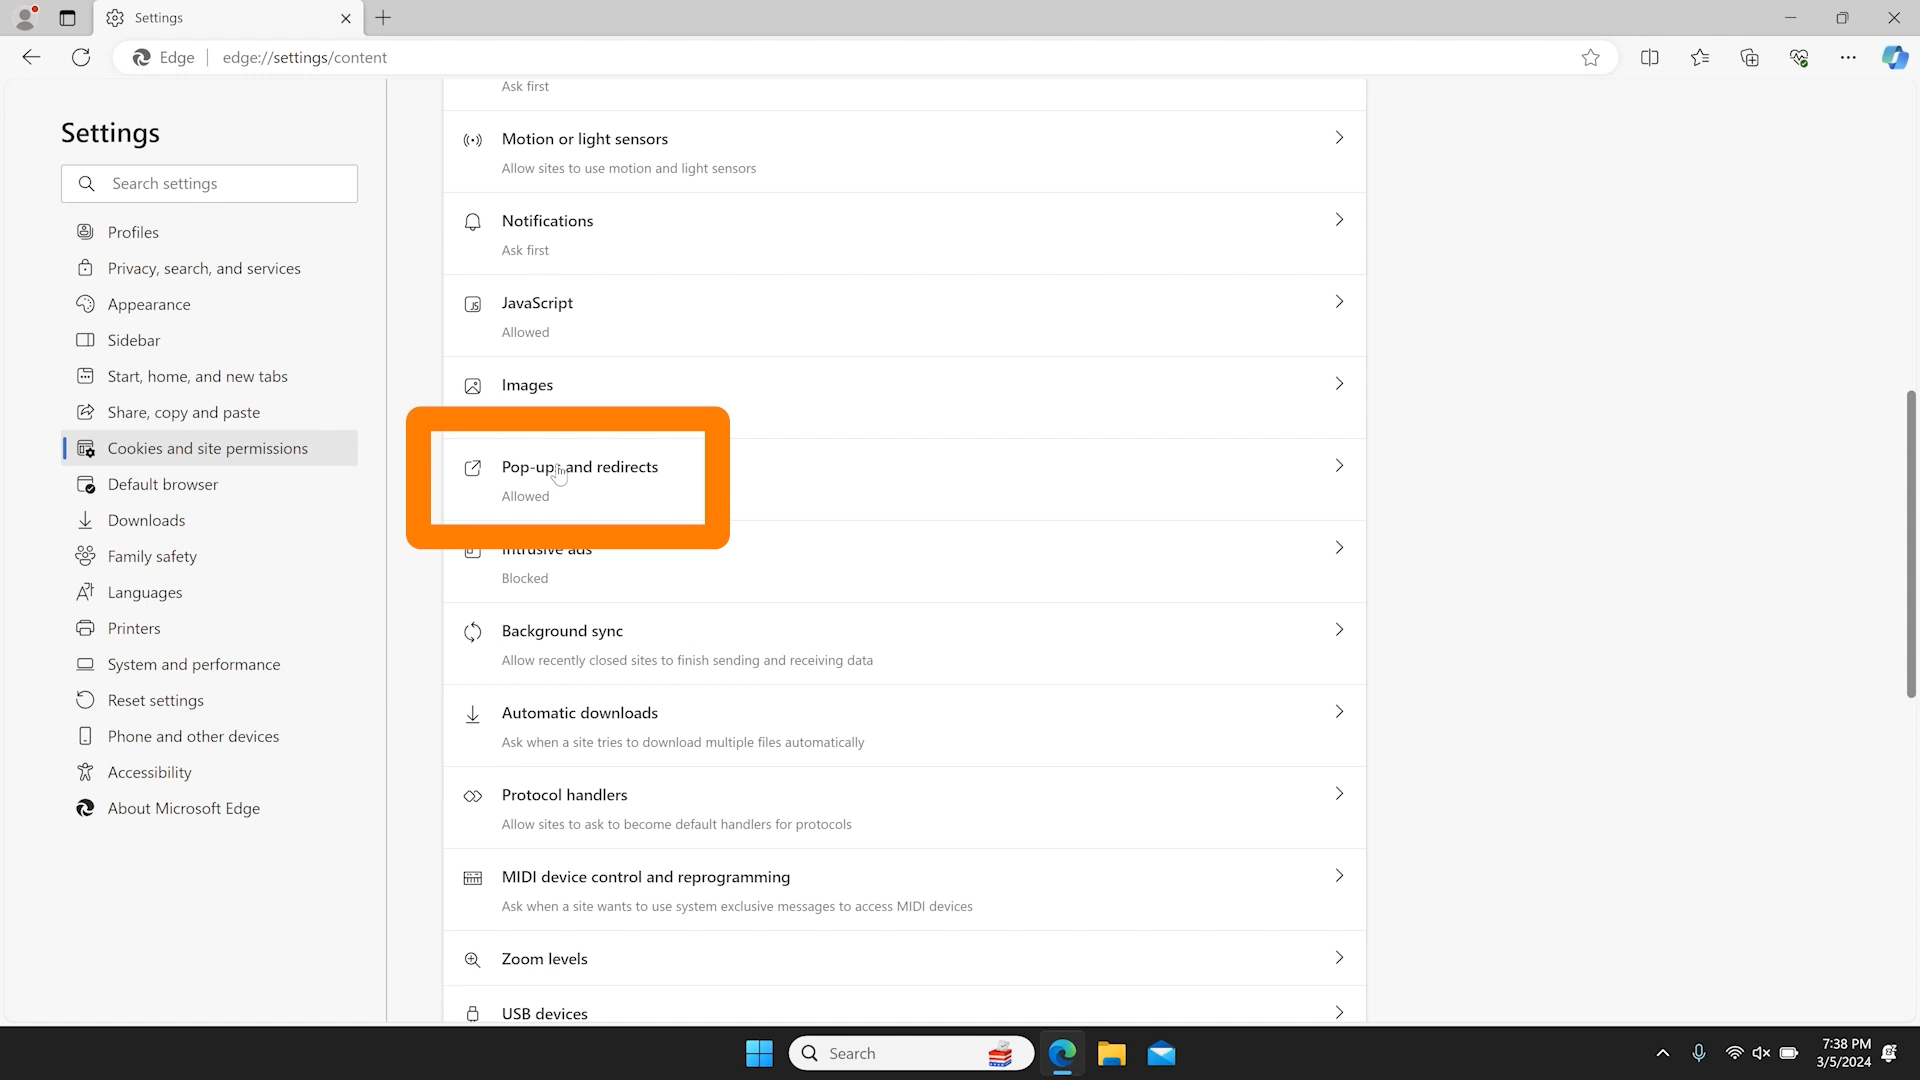 Settings
Edge
edge://settings/content
Settings
Search settings
Profiles
Privacy, search, and services
Appearance
Sidebar
Start, home, and new tabs
Share, copy and paste
Cookies and site permissions
Default browser
Downloads
Family safety
Languages
Printers
System and performance
Reset settings
Phone and other devices
Accessibility
About Microsoft Edge
Ask first
Motion or light sensors
Allow sites to use motion and light sensors
Notifications
Ask first
JavaScript
Allowed
Images
Pop-up and redirects
Allowed
Intrusive ads
Blocked
Background sync
Allow recently closed sites to finish sending and receiving data
Automatic downloads
Ask when a site tries to download multiple files automatically
Protocol handlers
Allow sites to ask to become default handlers for protocols
MIDI device control and reprogramming
Ask when a site wants to use system exclusive messages to access MIDI devices
Zoom levels
USB devices
Search
7:38 PM
3/5/2024